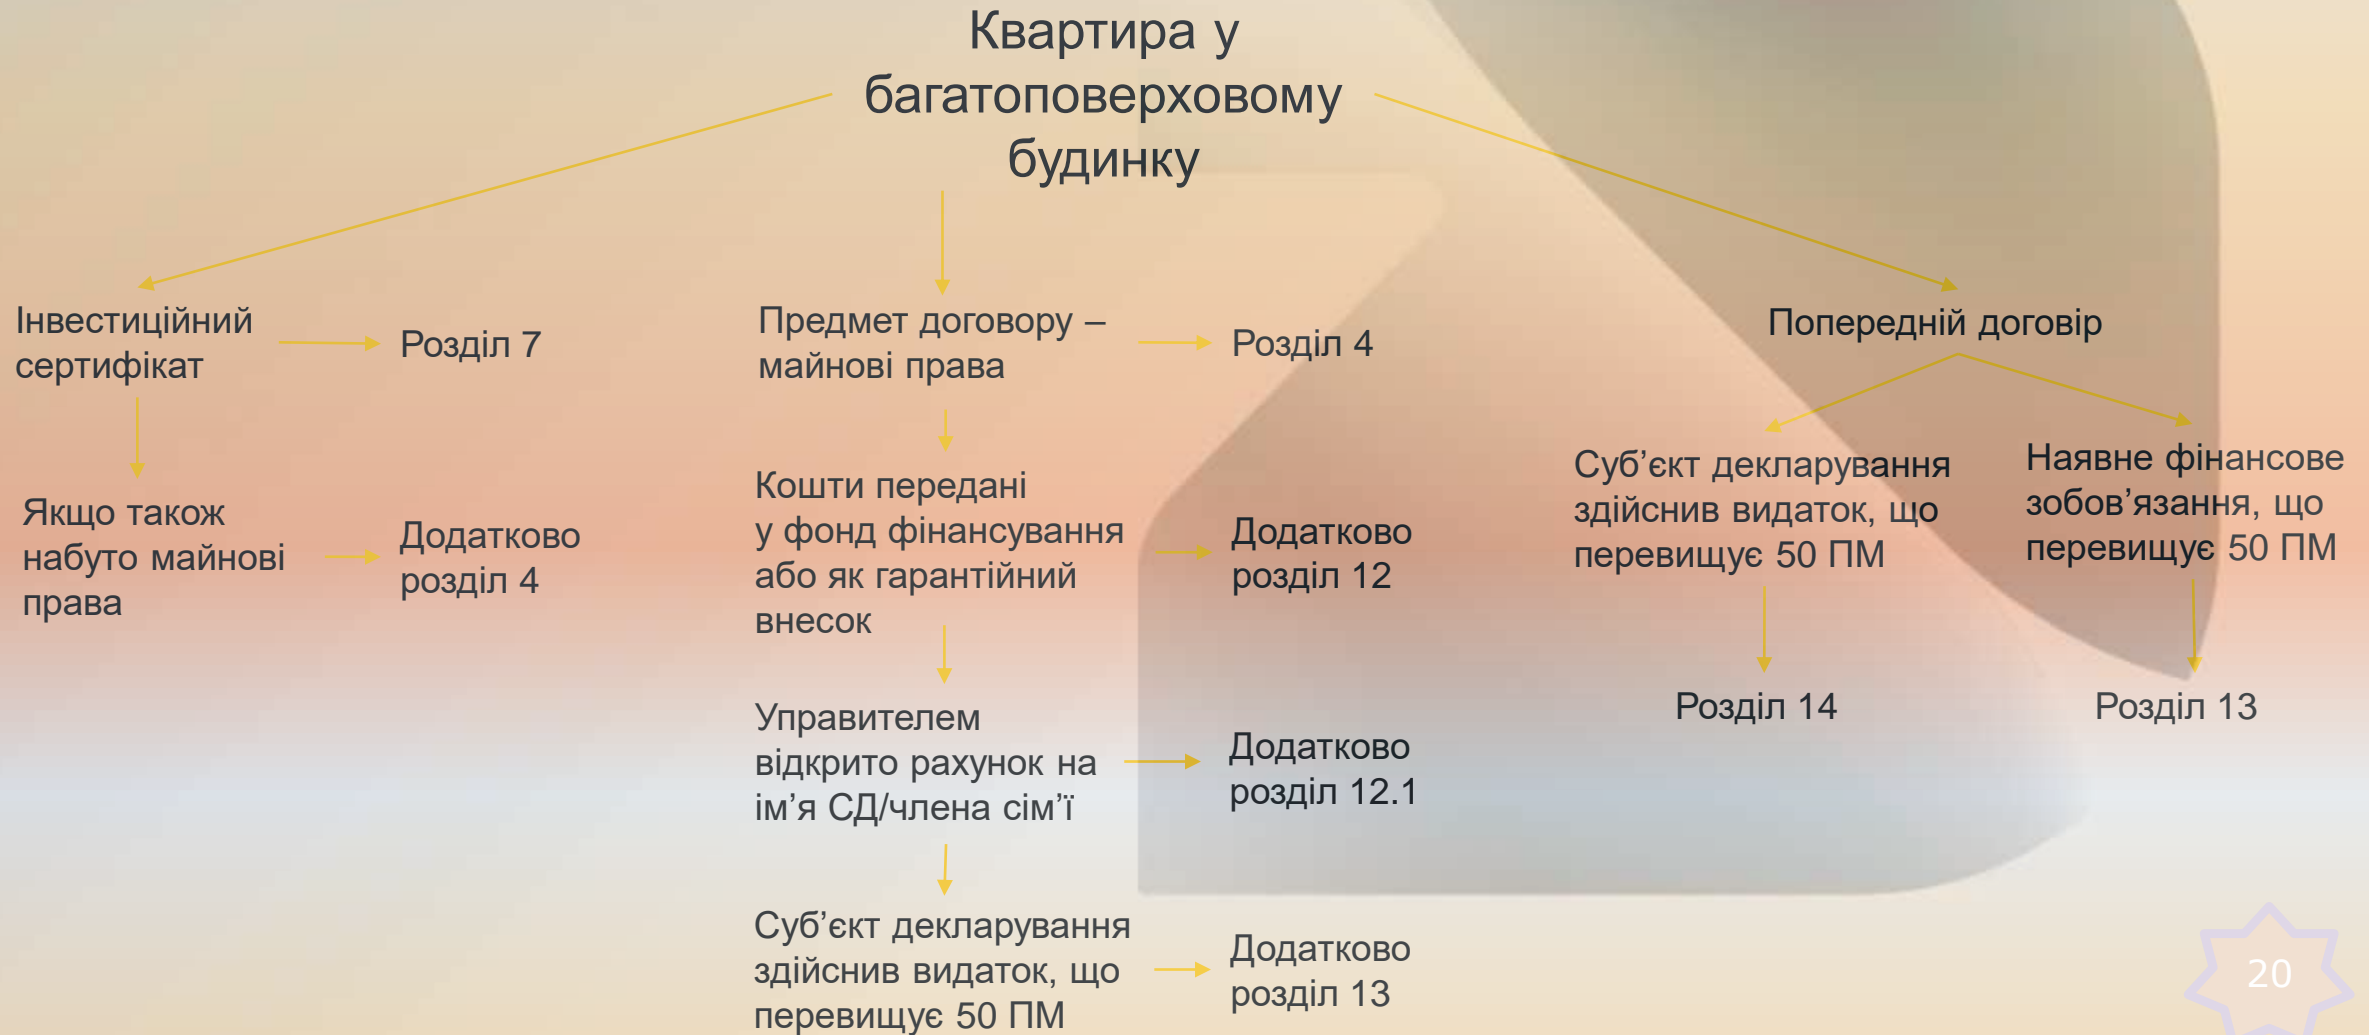 Квартира у
багатоповерховому
будинку
Інвестиційний
сертифікат
Розділ 7
Якщо також
набуто майнові
права
Додатково
розділ 4
Предмет договору –
майнові права
Розділ 4
Кошти передані
у фонд фінансування
або як гарантійний
внесок
Додатково
розділ 12
Управителем
відкрито рахунок на
ім’я СД/члена сім’ї
Додатково
розділ 12.1
Суб’єкт декларування
здійснив видаток, що
перевищує 50 ПМ
Додатково
розділ 13
Попередній договір
Суб’єкт декларування
здійснив видаток, що
перевищує 50 ПМ
Розділ 14
Наявне фінансове
зобов’язання, що
перевищує 50 ПМ
Розділ 13
20